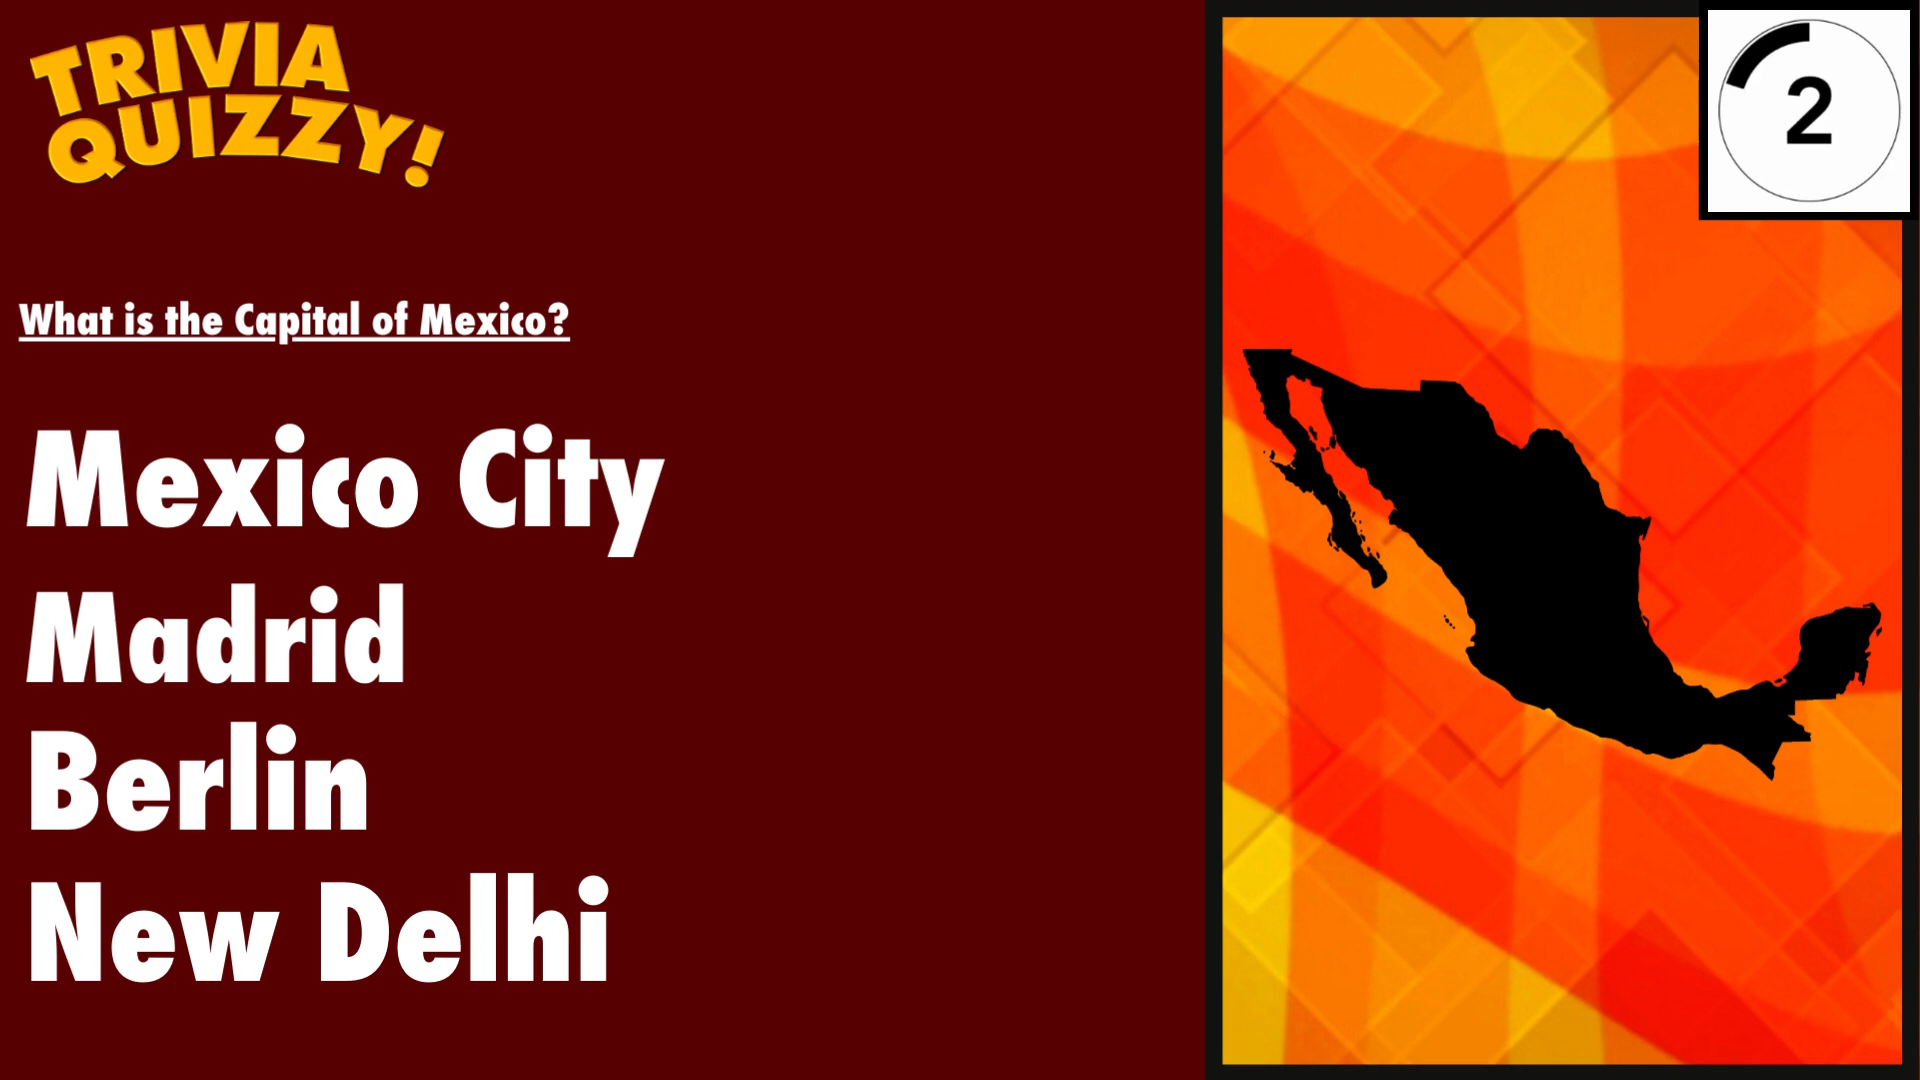 TRIVIA
QUIZZY!
2
What is the Capital of Mexico?
Mexico City
Madrid
Berlin
New Delhi